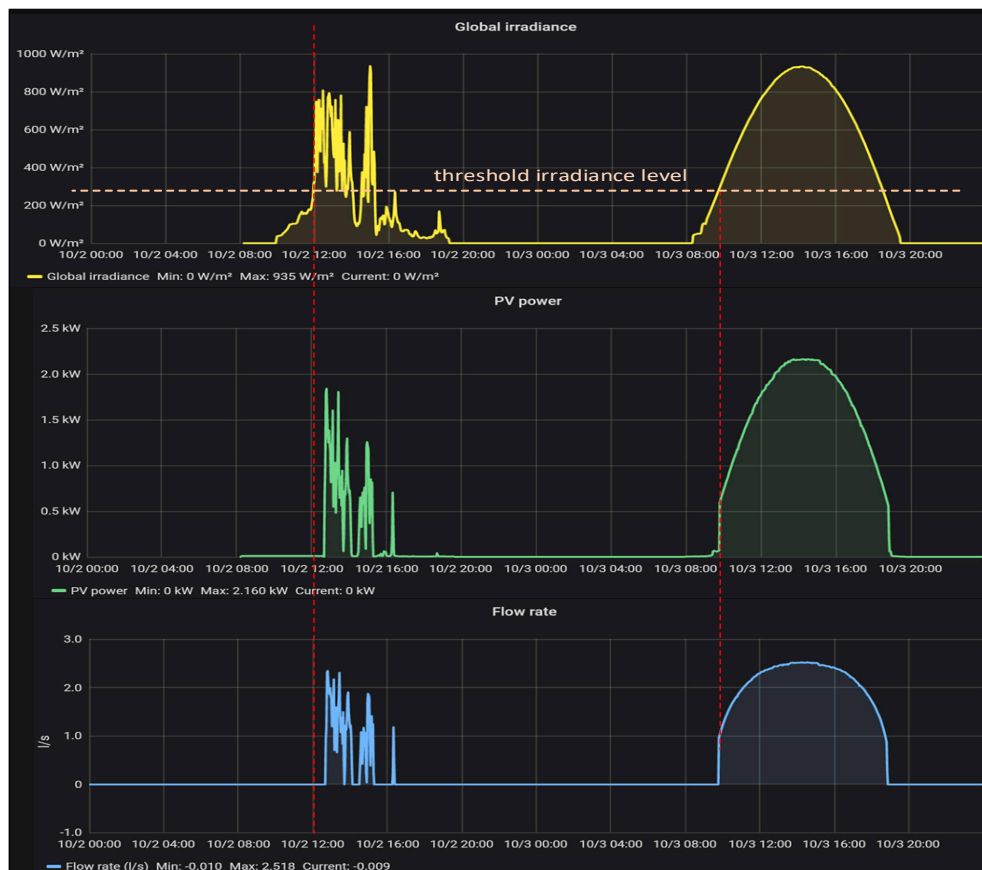 Global irradiance
1000 W/m²
800 W/m²
600 W/m²
400 W/m²
threshold irradiance level
200 W/m²
0 W/m²
10/2 00:00 10/2 04:00 10/2 08:00 10/2 12:00 10/2 16:00 10/2 20:00 10/3 00:00 10/3 04:00 10/3 08:00 10/3 12:00 10/3 16:00 10/3 20:00
Global irradiance Min: 0 W/m² Max: 935 W/m² Current: 0 W/m²
PV power
2.5 kW
2.0 kW
1.5 kW
1.0 kW
0.5 kW
0 kW
10/2 00:00 10/2 04:00 10/2 08:00 10/2 12:00 10/2 16:00 10/2 20:00 10/3 00:00 10/3 04:00 10/3 08:00 10/3 12:00 10/3 16:00 10/3 20:00
PV power Min: 0 kW Max: 2.160 kW Current: 0 kW
Flow rate
3.0
2.0
1.0
l/s
0
-1.0
10/2 00:00 10/2 04:00 10/2 08:00 10/2 12:00 10/2 16:00 10/2 20:00 10/3 00:00 10/3 04:00 10/3 08:00 10/3 12:00 10/3 16:00 10/3 20:00
Flow rate (l/s) Min: -0.010 Max: 2.518 Current: -0.009